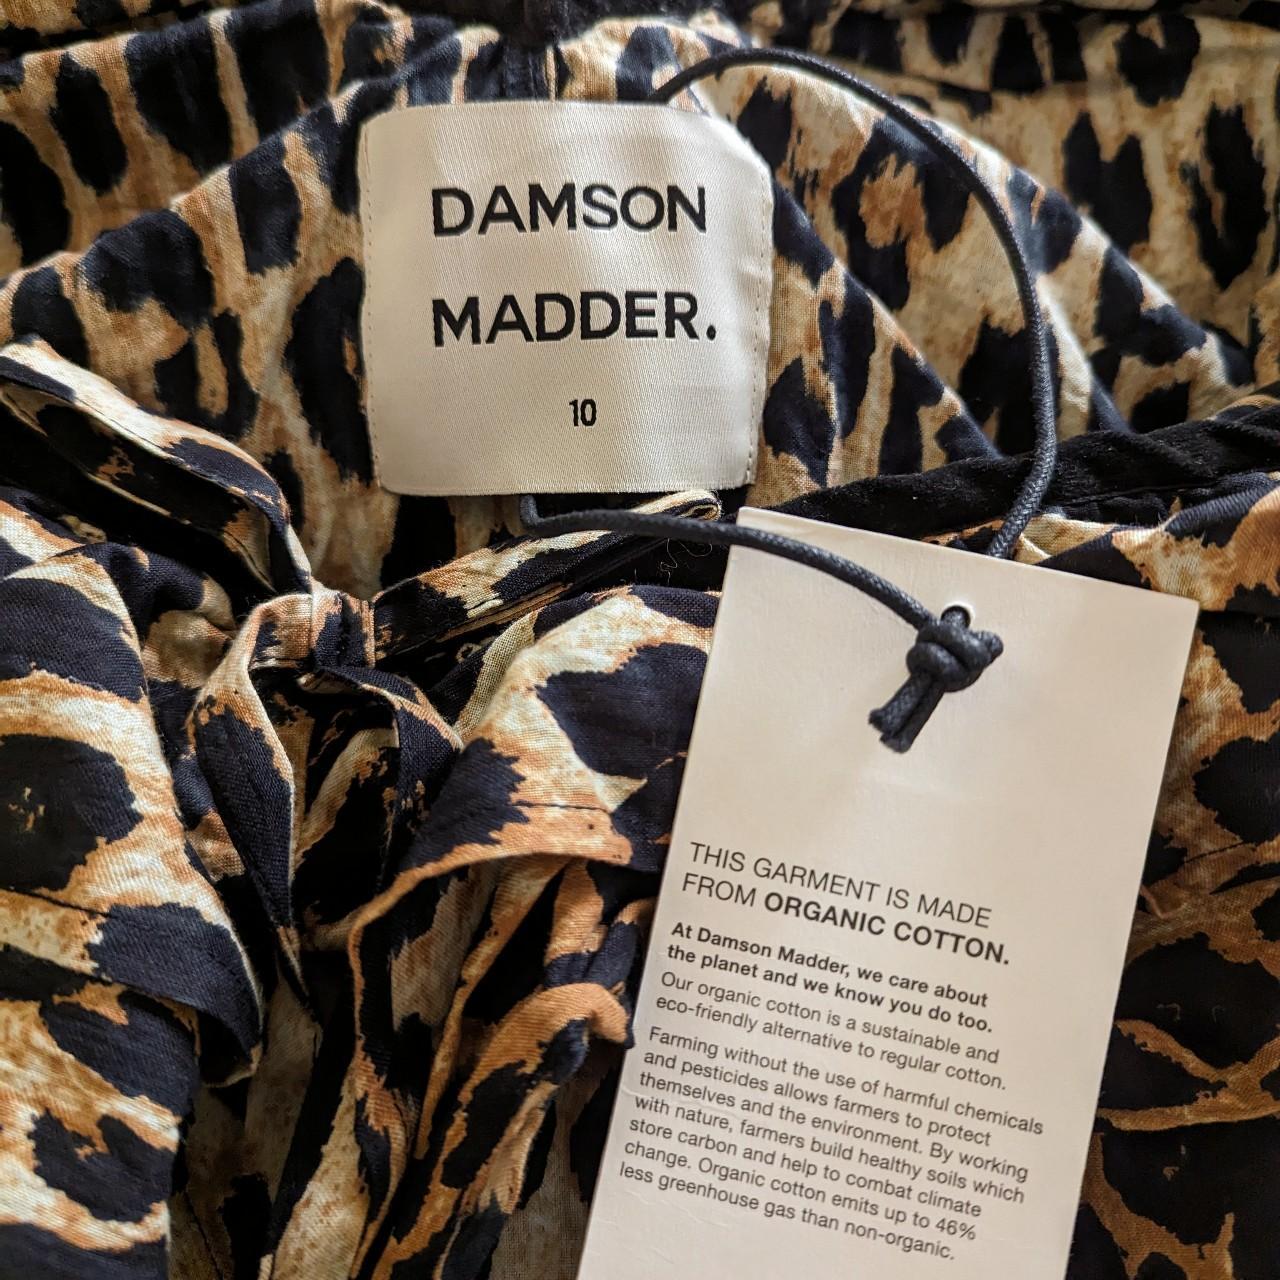 DAMSON
MADDER.
10
THIS GARMENT IS MADE
FROM ORGANIC COTTON.
At Damson Madder, we care about
the planet and we know you do too.
Our organic cotton is a sustainable and
eco-friendly alternative to regular cotton.
Farming without the use of harmful chemicals
and pesticides allows farmers to protect
themselves and the environment. By working
with nature, farmers build healthy soils which
store carbon and help to combat climate
change. Organic cotton emits up to 46%
less greenhouse gas than non-organic.